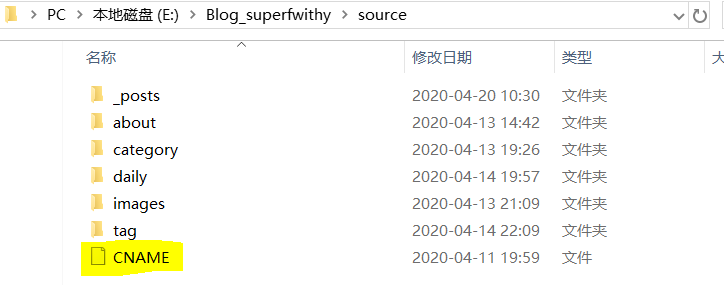 PC > 本地磁盘 (E:) > Blog_superfwithy > source
名称 修改日期 类型 大
_posts 2020-04-20 10:30 文件夹
about 2020-04-13 14:42 文件夹
category 2020-04-13 19:26 文件夹
daily 2020-04-14 19:57 文件夹
images 2020-04-13 21:09 文件夹
tag 2020-04-14 22:09 文件夹
CNAME 2020-04-11 19:59 文件